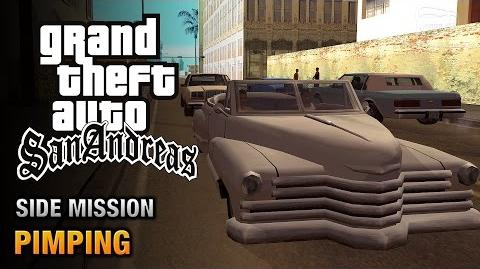 grand
theft
auto
San Andreas
SIDE MISSION
PIMPING